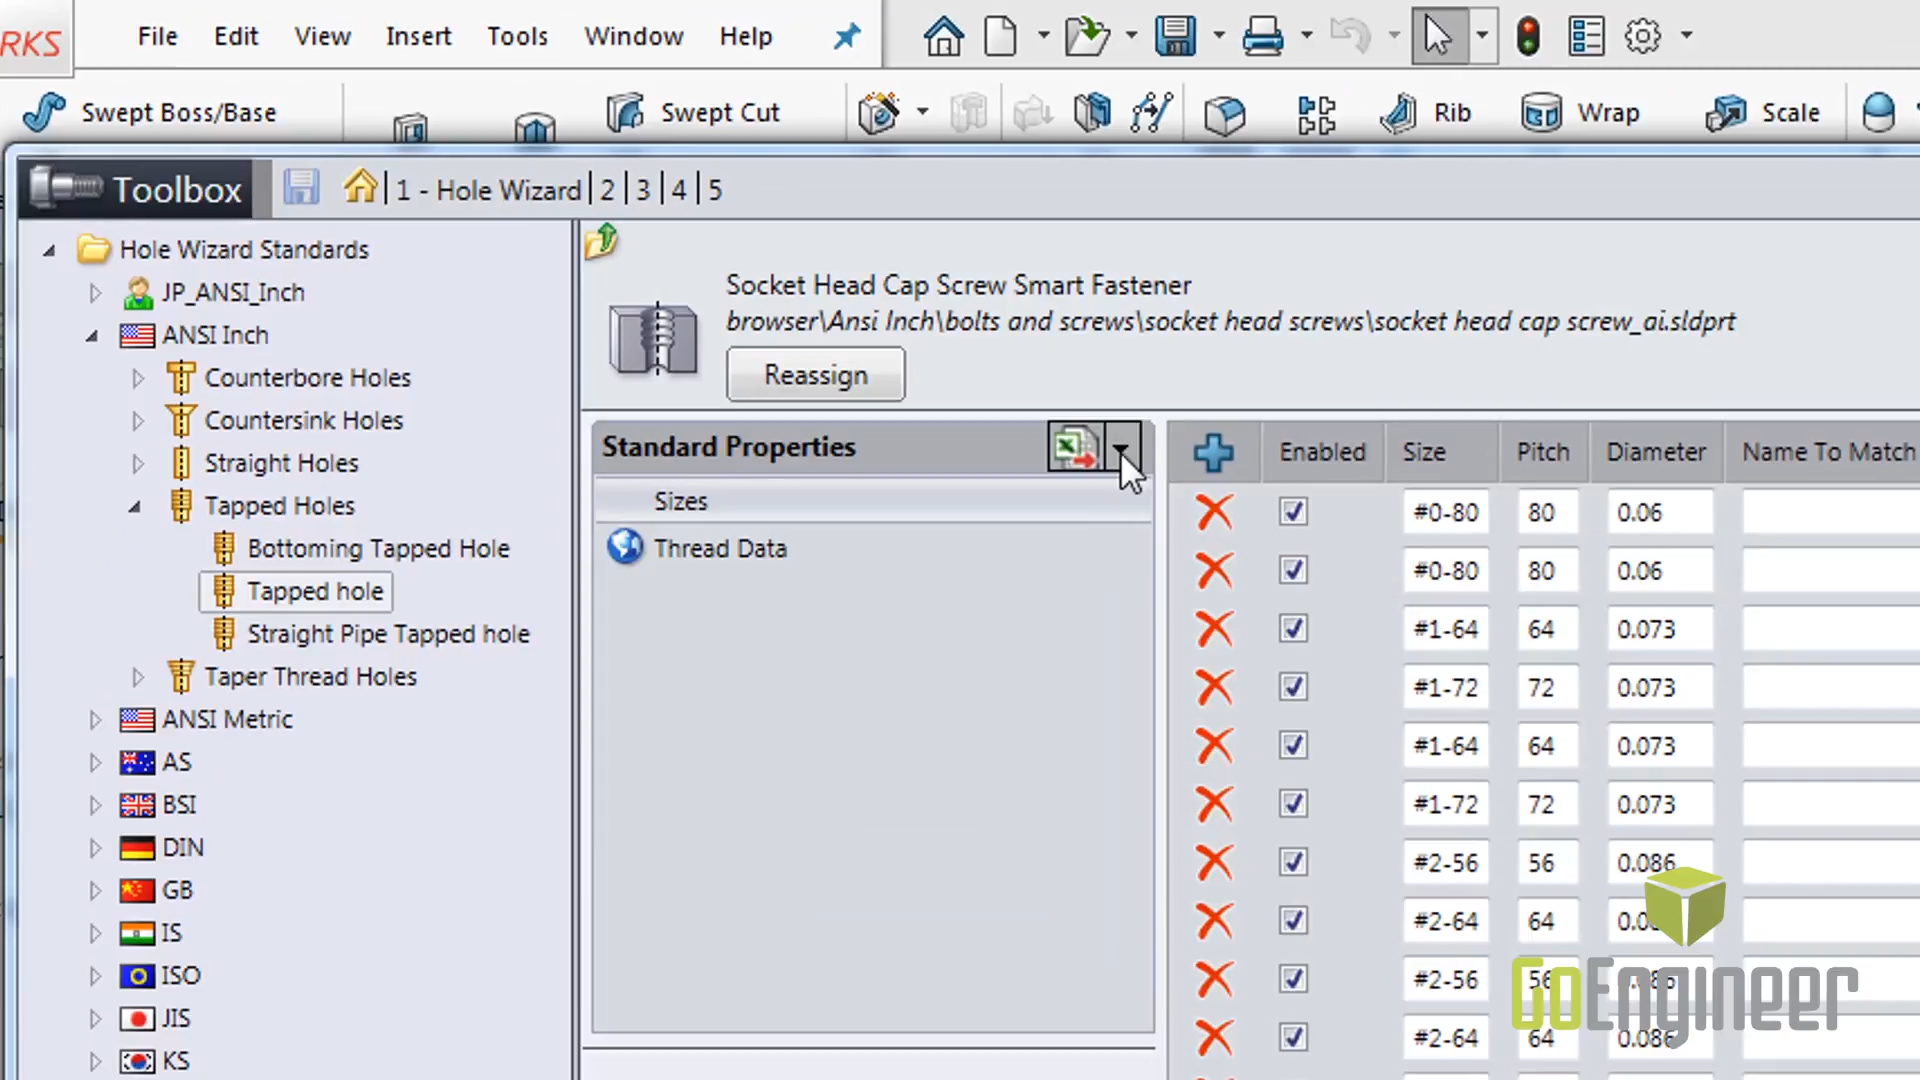 RKS File Edit View Insert Tools Window Help
Swept Boss/Base Swept Cut Rib Wrap Scale
Toolbox 1 - Hole Wizard 2 3 4 5
Hole Wizard Standards
JP_ANSI_Inch
ANSI Inch
Counterbore Holes
Countersink Holes
Straight Holes
Tapped Holes
Bottoming Tapped Hole
Tapped hole
Straight Pipe Tapped hole
Taper Thread Holes
ANSI Metric
AS
BSI
DIN
GB
IS
ISO
JIS
KS
Socket Head Cap Screw Smart Fastener
browser\Ansi Inch\bolts and screws\socket head screws\socket head cap screw_ai.sldprt
Reassign
Standard Properties
Sizes
Thread Data
Enabled Size Pitch Diameter Name To Match
#0-80 80 0.06
#0-80 80 0.06
#1-64 64 0.073
#1-72 72 0.073
#1-64 64 0.073
#1-72 72 0.073
#2-56 56 0.086
#2-64 64
#2-56 56 0.086
#2-64 64 0.086
GoEngineer